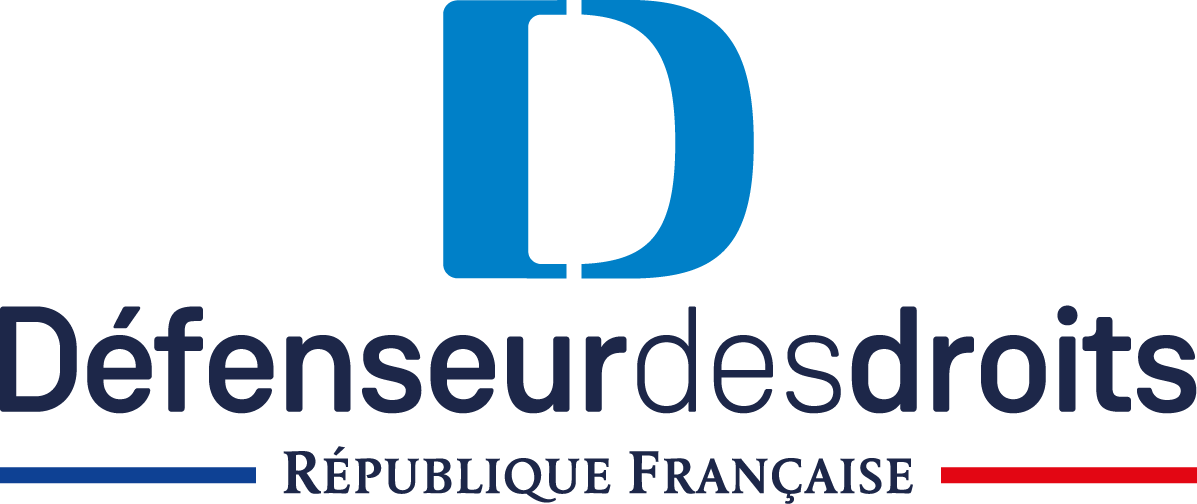 D
Défenseurdesdroits
République Française